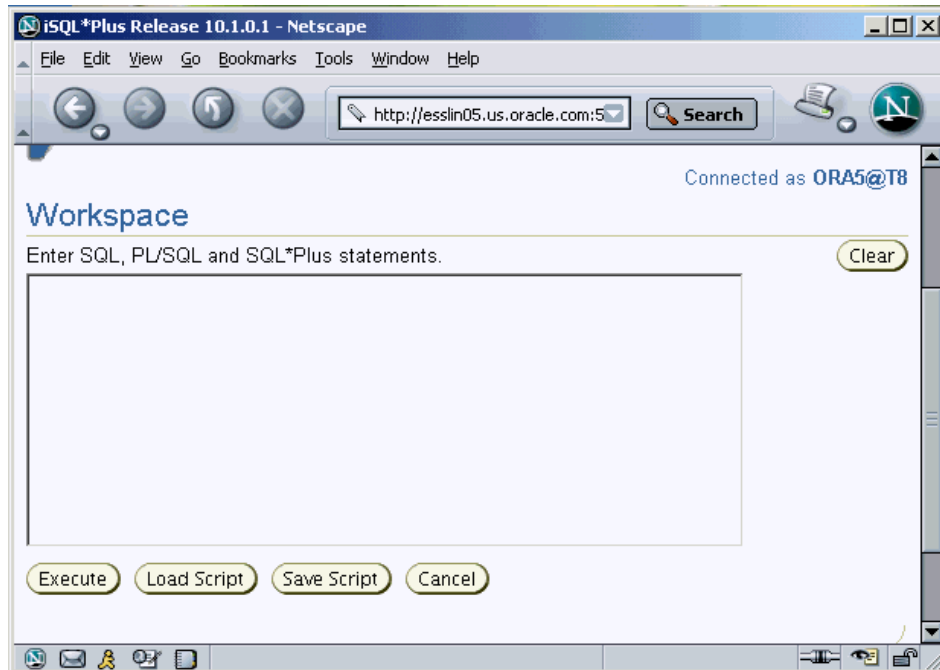 iSQL*Plus Release 10.1.0.1 - Netscape
File Edit View Go Bookmarks Tools Window Help
http://esslin05.us.oracle.com:5 Search N
Connected as ORA5@T8
Workspace
Enter SQL, PL/SQL and SQL*Plus statements. Clear
Execute Load Script Save Script Cancel